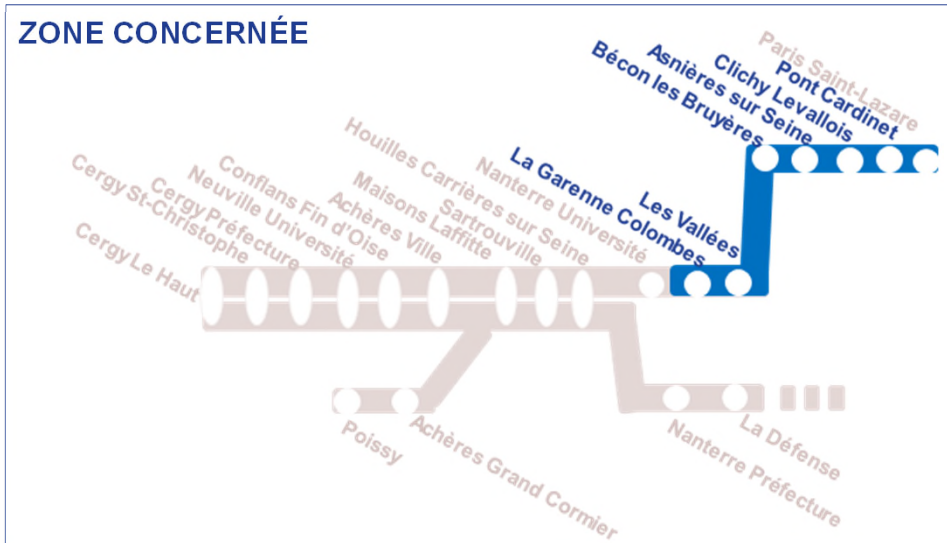 ZONE CONCERNÉE
Cergy Le Haut
Cergy St-Christophe
Cergy Préfecture
Neuville Université
Conflans Fin d'Oise
Achères Ville
Maisons Laffitte
Sartrouville
Houilles Carrières sur Seine
Nanterre Université
La Garenne Colombes
Les Vallées
Bécon les Bruyères
Asnières sur Seine
Clichy Levallois
Pont Cardinet
Paris Saint-Lazare
Poissy
Achères Grand Cormier
Nanterre Préfecture
La Défense